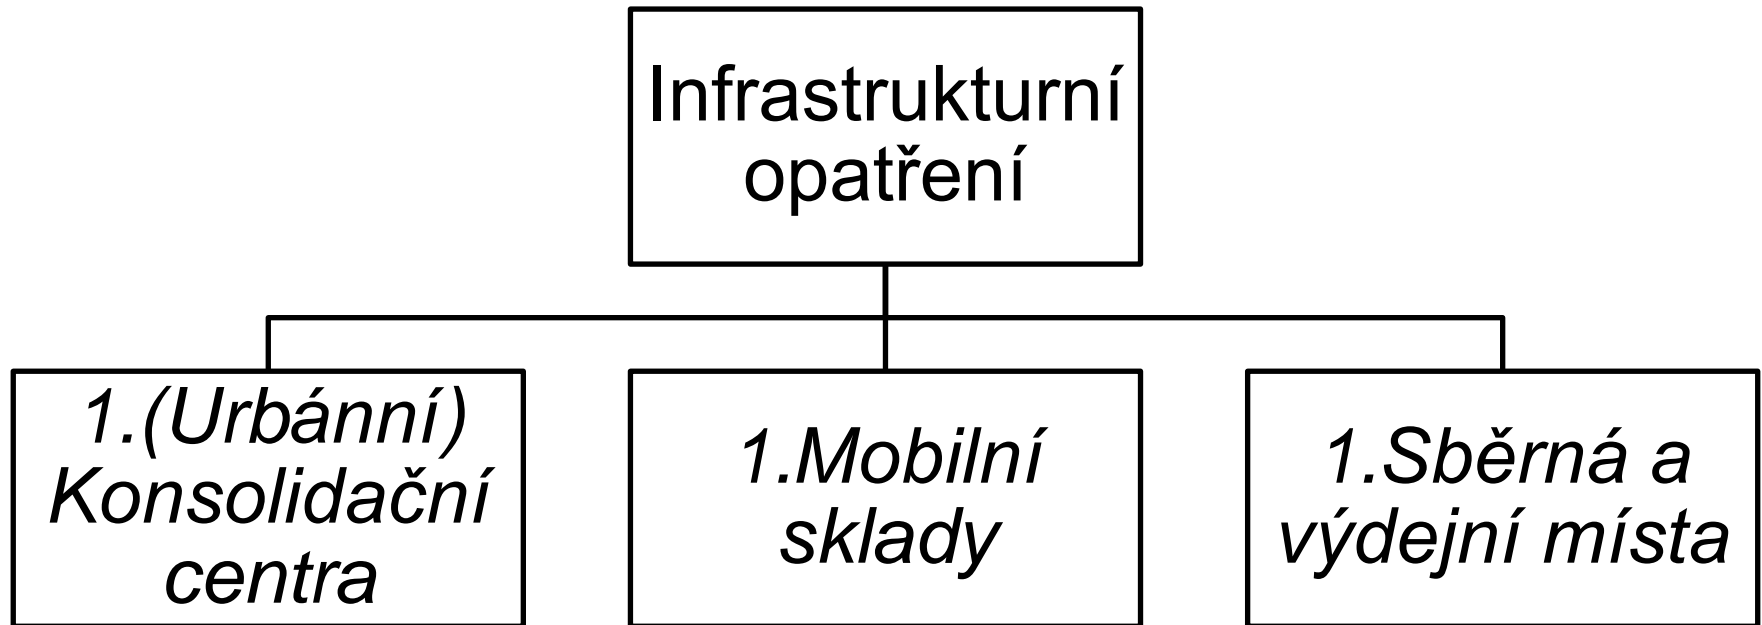 Infrastrukturní
opatření
1.(Urbánní)
Konsolidační
centra
1.Mobilní
sklady
1.Sběrná a
výdejní místa